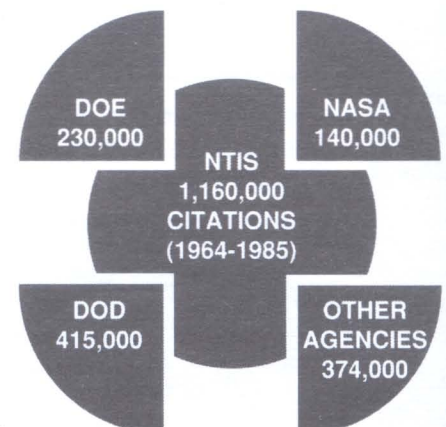 DOE
230,000
NASA
140,000
NTIS
1,160,000
CITATIONS
(1964-1985)
DOD
415,000
OTHER
AGENCIES
374,000